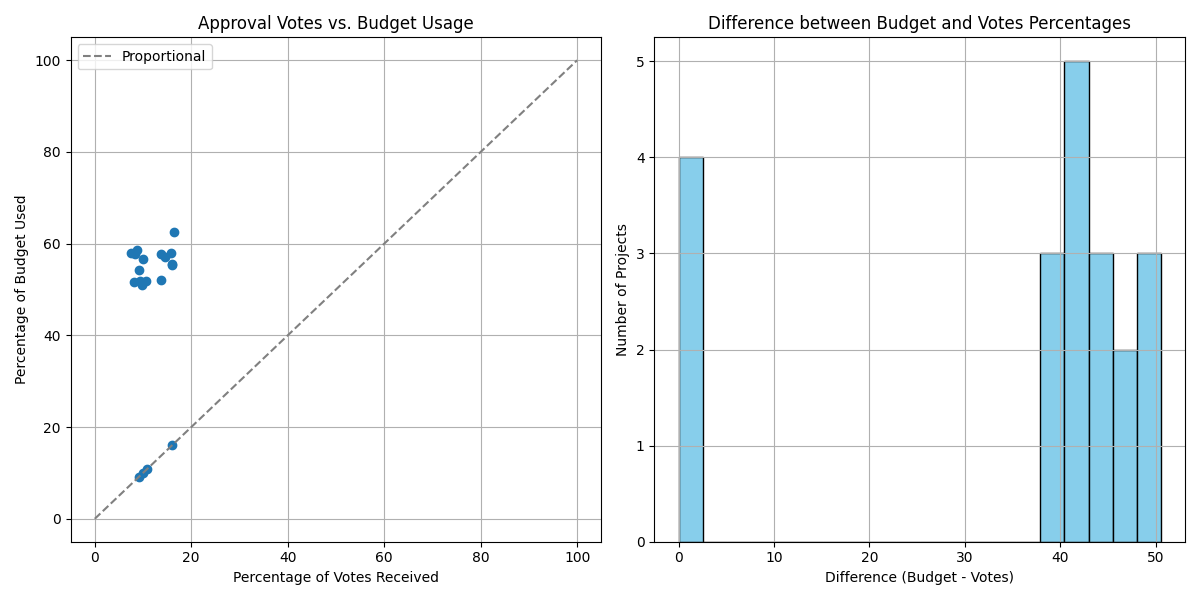 Approval Votes vs. Budget Usage
Proportional
100
80
60
40
20
0
Percentage of Budget Used
0 20 40 60 80 100
Percentage of Votes Received
Difference between Budget and Votes Percentages
5
4
3
2
1
0
Number of Projects
0 10 20 30 40 50
Difference (Budget - Votes)